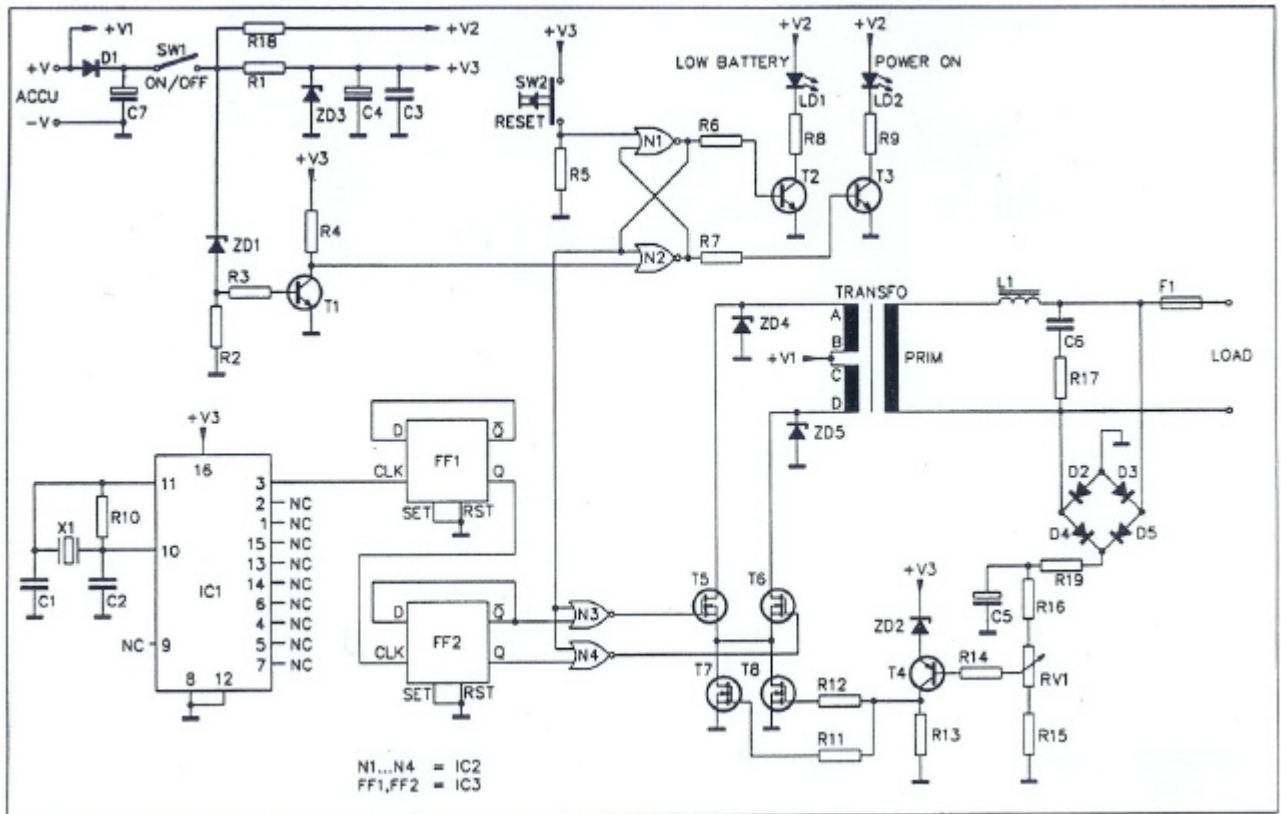 +V1
+V2
+V
D1
SW1
R18
R1
+V3
ON/OFF
ACCU
C7
ZD3
C4
C3
-V
+V3
SW2
RESET
R5
N1
R6
LOW BATTERY
+V2
LD1
R8
T2
POWER ON
+V2
LD2
R9
T3
+V3
R4
ZD1
R3
T1
R2
N2
R7
TRANSFO
A
B
C
D
+V1
PRIM
ZD4
ZD5
L1
F1
C6
R17
LOAD
+V3
16
11
10
R10
X1
C1
C2
IC1
3
2 NC
1 NC
15 NC
13 NC
14 NC
6 NC
4 NC
5 NC
7 NC
NC 9
8 12
D Q̅
FF1
CLK Q
SET RST
D Q̅
FF2
CLK Q
SET RST
N3
N4
T5
T6
T7
T8
R12
R11
+V3
ZD2
T4
R14
R13
D2 D3
D4 D5
R19
C5
R16
RV1
R15
N1...N4 = IC2
FF1,FF2 = IC3